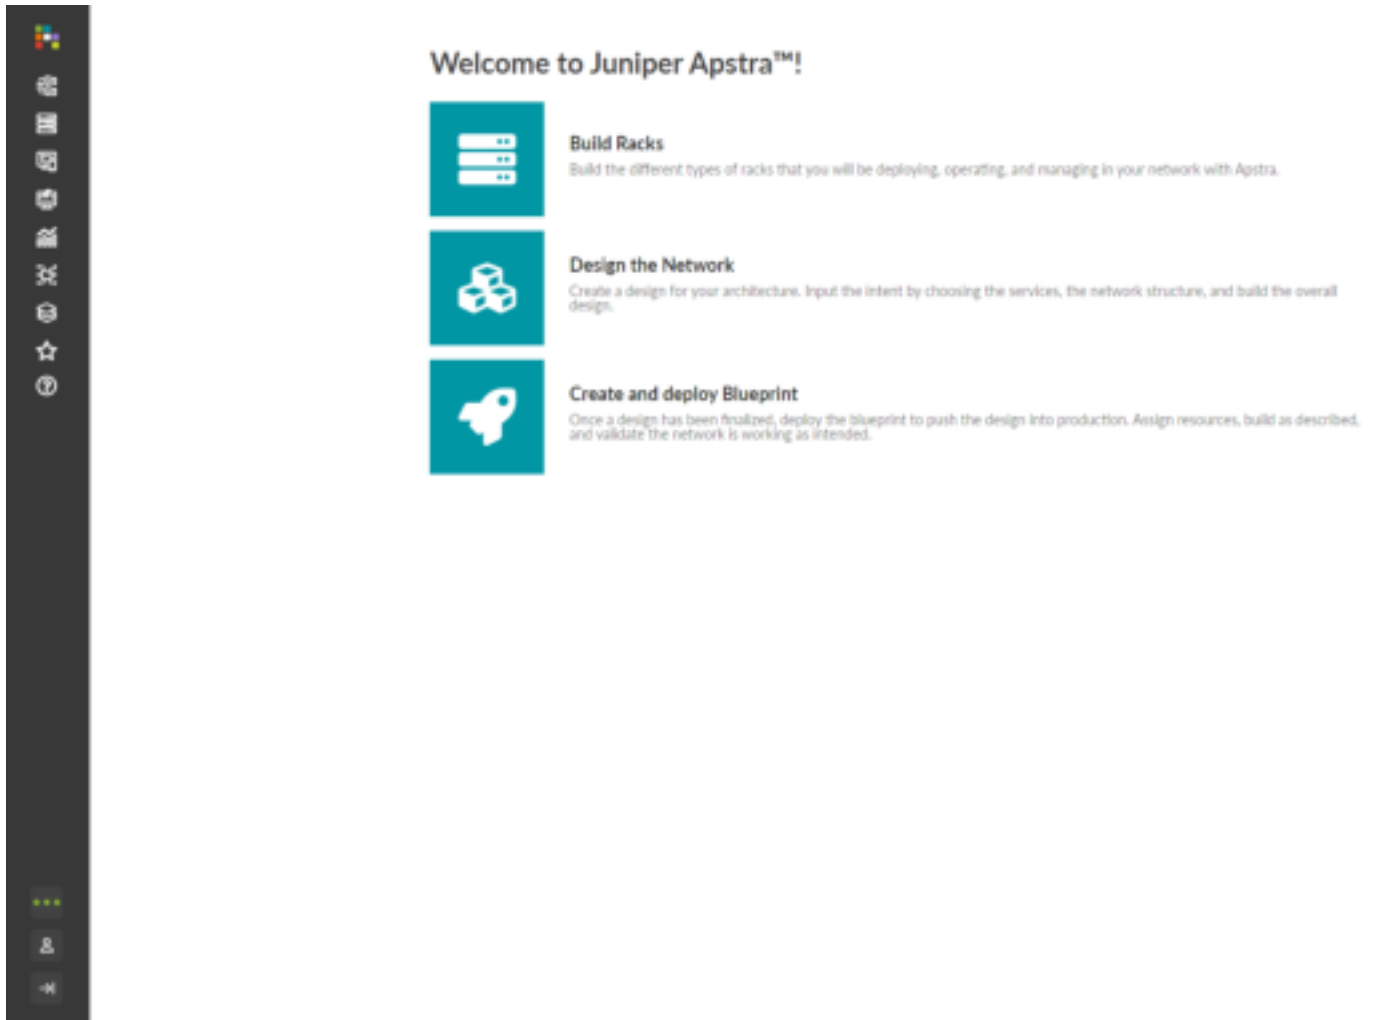 Welcome to Juniper Apstra™!
Build Racks
Build the different types of racks that you will be deploying, operating, and managing in your network with Apstra.
Design the Network
Create a design for your architecture. Input the intent by choosing the services, the network structure, and build the overall
design.
Create and deploy Blueprint
Once a design has been finalized, deploy the blueprint to push the design into production. Assign resources, build as described,
and validate the network is working as intended.